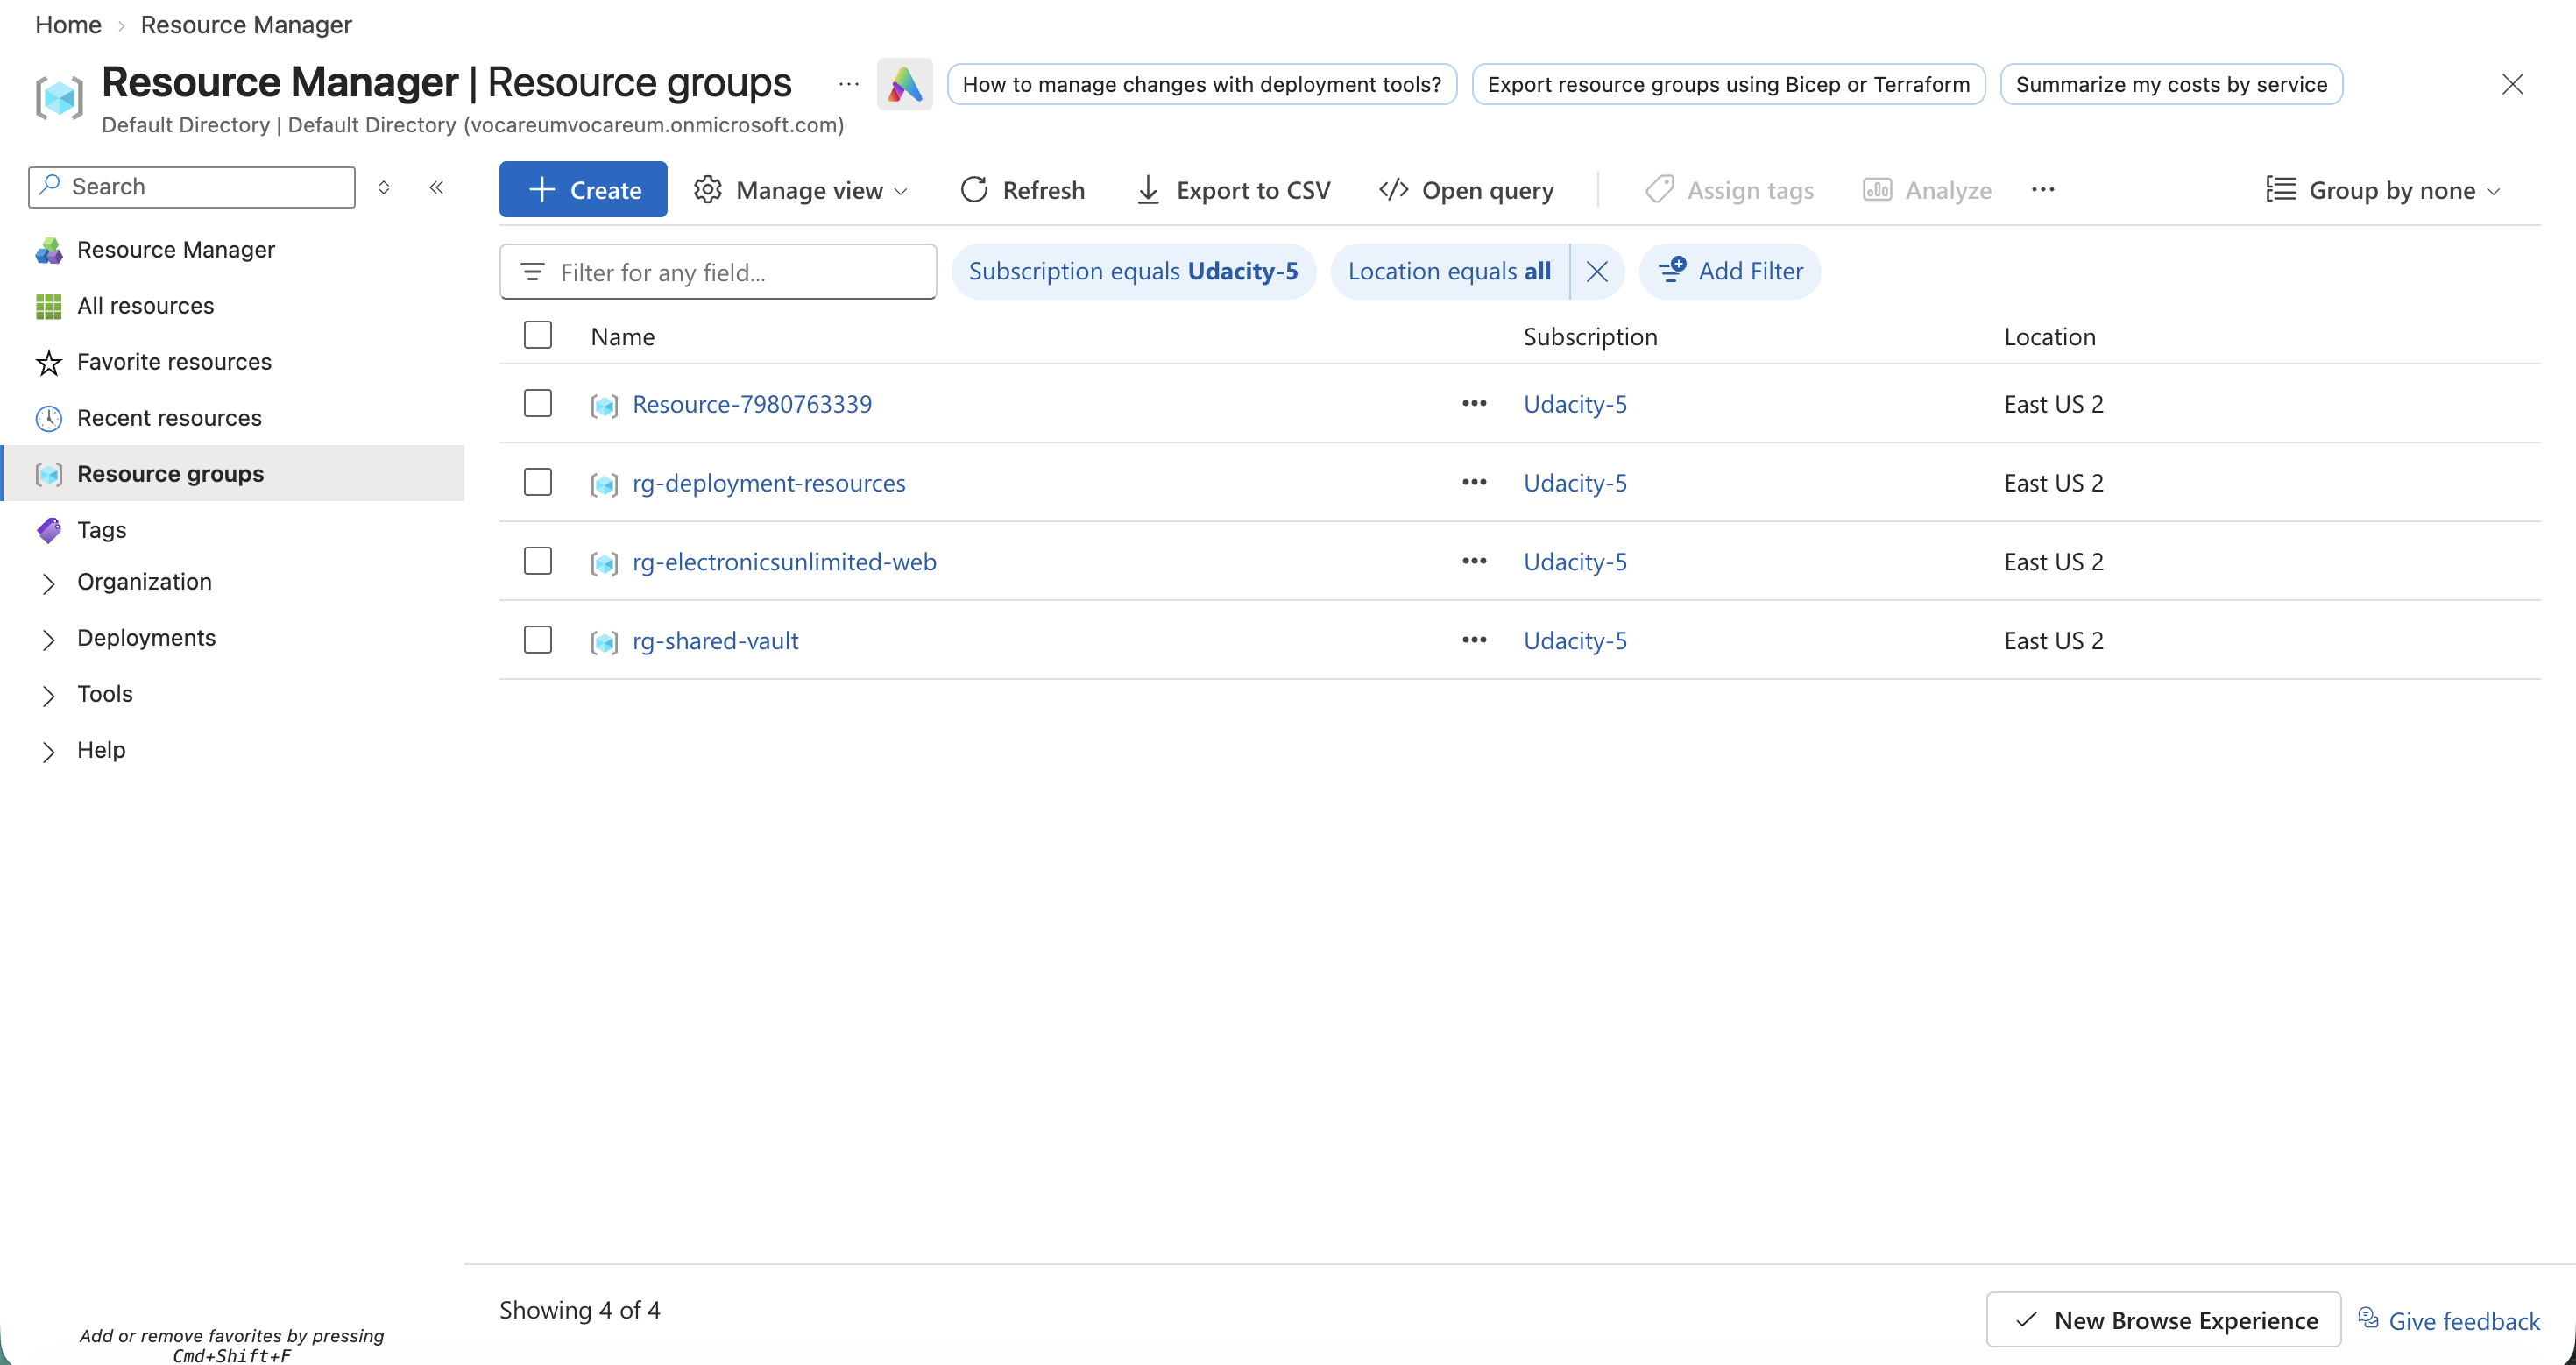 Home > Resource Manager
Resource Manager | Resource groups ...
How to manage changes with deployment tools?
Export resource groups using Bicep or Terraform
Summarize my costs by service
Default Directory | Default Directory (vocareumvocareum.onmicrosoft.com)
Search
Resource Manager
All resources
Favorite resources
Recent resources
Resource groups
Tags
Organization
Deployments
Tools
Help
Add or remove favorites by pressing
Cmd+Shift+F
Create Manage view Refresh Export to CSV Open query Assign tags Analyze ... Group by none
Filter for any field... Subscription equals Udacity-5 Location equals all Add Filter
Name Subscription Location
Resource-7980763339 ... Udacity-5 East US 2
rg-deployment-resources ... Udacity-5 East US 2
rg-electronicsunlimited-web ... Udacity-5 East US 2
rg-shared-vault ... Udacity-5 East US 2
Showing 4 of 4
New Browse Experience Give feedback